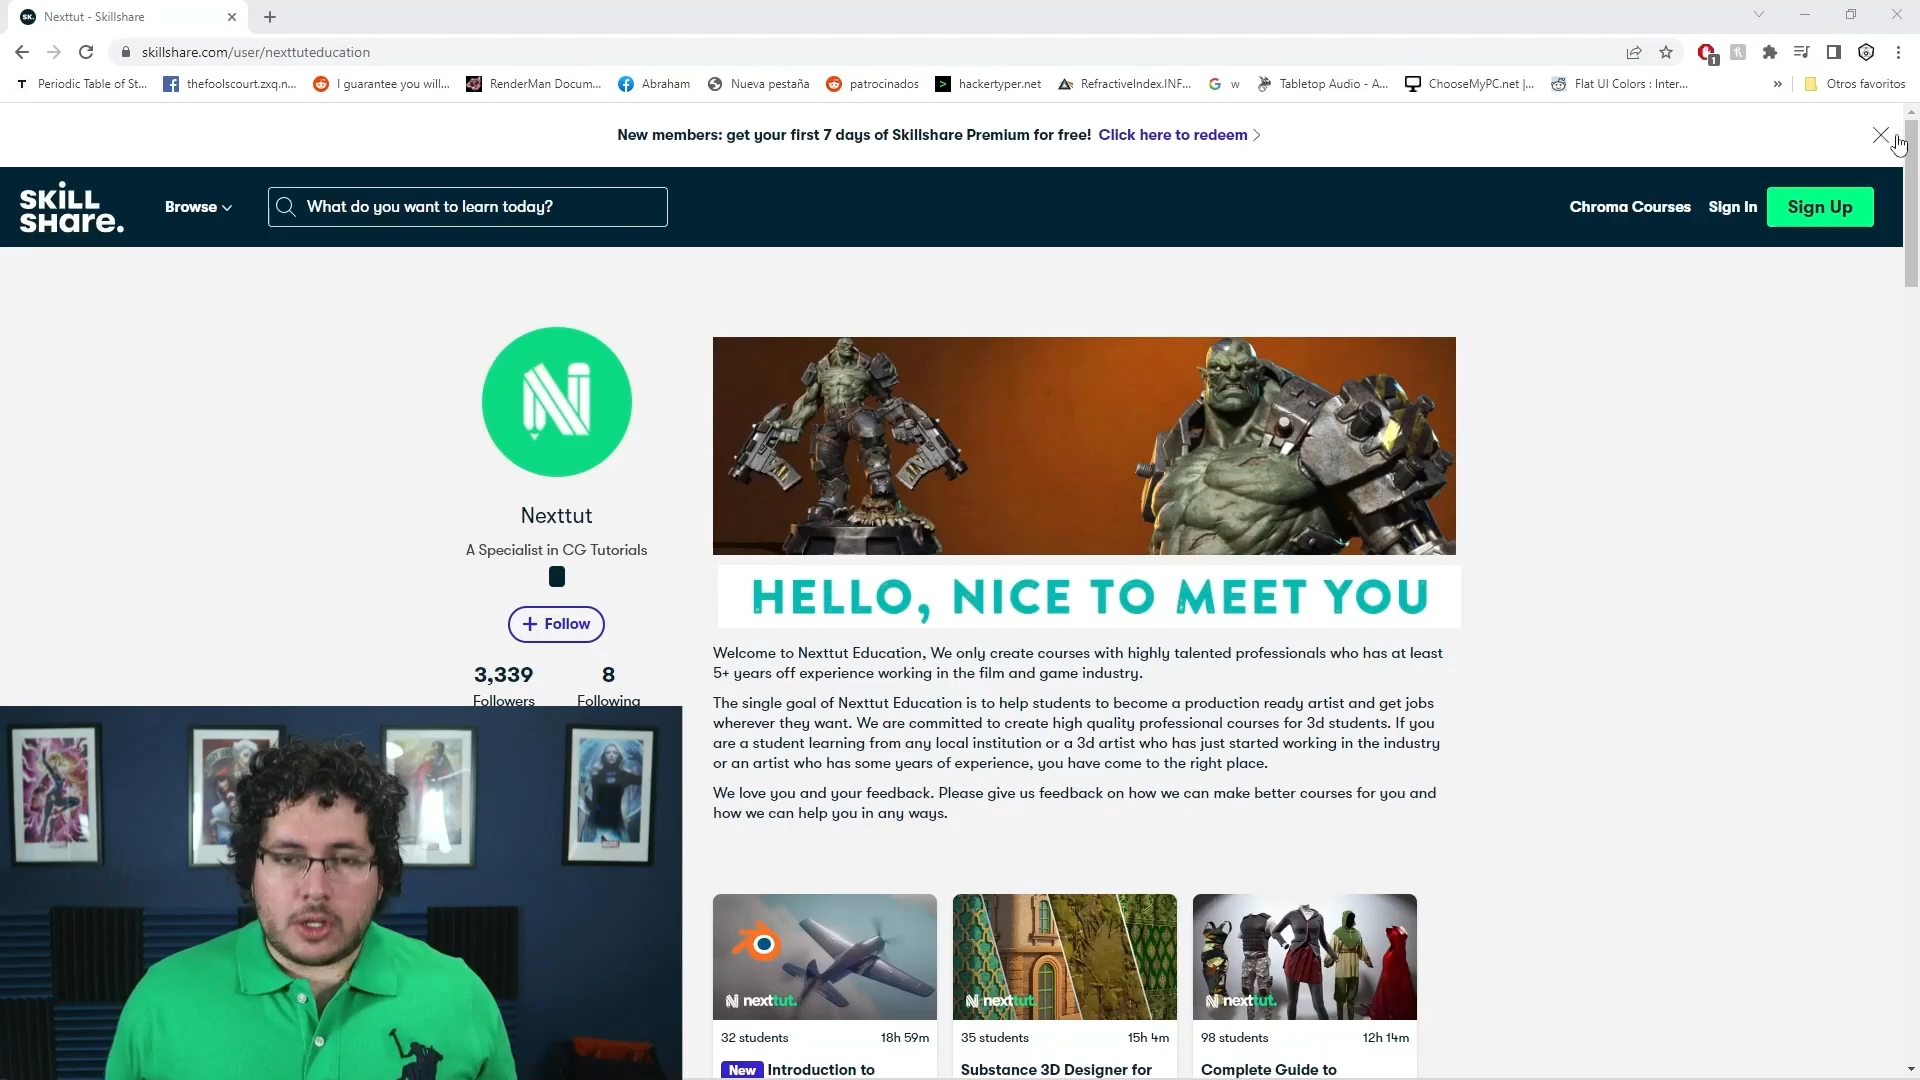 Nexttut - Skillshare
skillshare.com/user/nexttuteducation
1
Periodic Table of St...
thefoolscourt.zxq.n...
I guarantee you will...
RenderMan Docum...
Abraham
Nueva pestaña
patrocinados
hackertyper.net
RefractiveIndex.INF...
w
Tabletop Audio - A...
ChooseMyPC.net |...
Flat UI Colors : Inter...
»
Otros favoritos
New members: get your first 7 days of Skillshare Premium for free! Click here to redeem
SKILL
SHare.
Browse
What do you want to learn today?
Chroma Courses
Sign In
Sign Up
N
Nexttut
A Specialist in CG Tutorials
+ Follow
3,339
Followers
8
Following
HELLO, NICE TO MEET YOU
Welcome to Nexttut Education, We only create courses with highly talented professionals who has at least
5+ years off experience working in the film and game industry.
The single goal of Nexttut Education is to help students to become a production ready artist and get jobs
wherever they want. We are committed to create high quality professional courses for 3d students. If you
are a student learning from any local institution or a 3d artist who has just started working in the industry
or an artist who has some years of experience, you have come to the right place.
We love you and your feedback. Please give us feedback on how we can make better courses for you and
how we can help you in any ways.
nexttut.
32 students
18h 59m
New Introduction to
nexttut.
35 students
15h 4m
Substance 3D Designer for
nexttut.
98 students
12h 14m
Complete Guide to